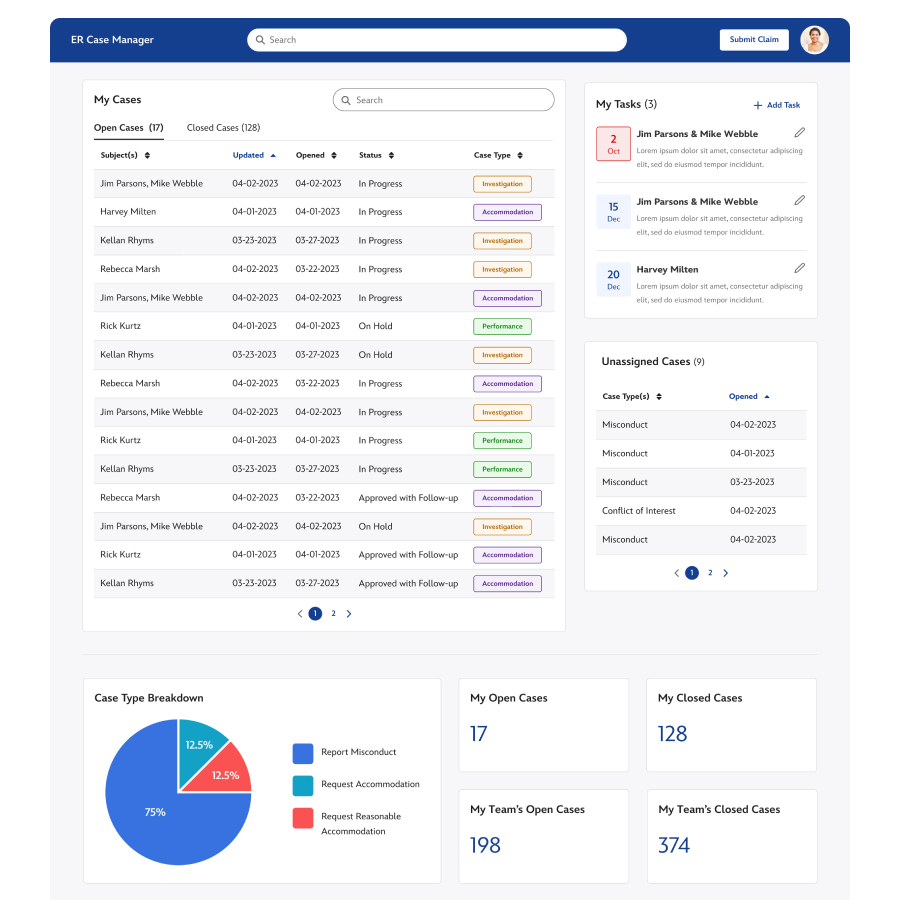 ER Case Manager
Search
Submit Claim
My Cases
Search
Open Cases (17) Closed Cases (128)
Subject(s) Updated Opened Status Case Type
Jim Parsons, Mike Webble 04-02-2023 04-02-2023 In Progress Investigation
Harvey Milten 04-01-2023 04-01-2023 In Progress Accommodation
Kellan Rhyms 03-23-2023 03-27-2023 In Progress Investigation
Rebecca Marsh 04-02-2023 03-22-2023 In Progress Investigation
Jim Parsons, Mike Webble 04-02-2023 04-02-2023 In Progress Accommodation
Rick Kurtz 04-01-2023 04-01-2023 On Hold Performance
Kellan Rhyms 03-23-2023 03-27-2023 On Hold Investigation
Rebecca Marsh 04-02-2023 03-22-2023 In Progress Accommodation
Jim Parsons, Mike Webble 04-02-2023 04-02-2023 In Progress Investigation
Rick Kurtz 04-01-2023 04-01-2023 In Progress Performance
Kellan Rhyms 03-23-2023 03-27-2023 In Progress Performance
Rebecca Marsh 04-02-2023 03-22-2023 Approved with Follow-up Accommodation
Jim Parsons, Mike Webble 04-02-2023 04-02-2023 On Hold Investigation
Rick Kurtz 04-01-2023 04-01-2023 Approved with Follow-up Accommodation
Kellan Rhyms 03-23-2023 03-27-2023 Approved with Follow-up Accommodation
1 2
My Tasks (3)
Add Task
2
Oct
Jim Parsons & Mike Webble
Lorem ipsum dolor sit amet, consectetur adipiscing
elit, sed do eiusmod tempor incididunt.
15
Dec
Jim Parsons & Mike Webble
Lorem ipsum dolor sit amet, consectetur adipiscing
elit, sed do eiusmod tempor incididunt.
20
Dec
Harvey Milten
Lorem ipsum dolor sit amet, consectetur adipiscing
elit, sed do eiusmod tempor incididunt.
Unassigned Cases (9)
Case Type(s) Opened
Misconduct 04-02-2023
Misconduct 04-01-2023
Misconduct 03-23-2023
Conflict of Interest 04-02-2023
Misconduct 04-02-2023
1 2
Case Type Breakdown
12.5%
12.5%
75%
Report Misconduct
Request Accommodation
Request Reasonable
Accommodation
My Open Cases
17
My Closed Cases
128
My Team's Open Cases
198
My Team's Closed Cases
374